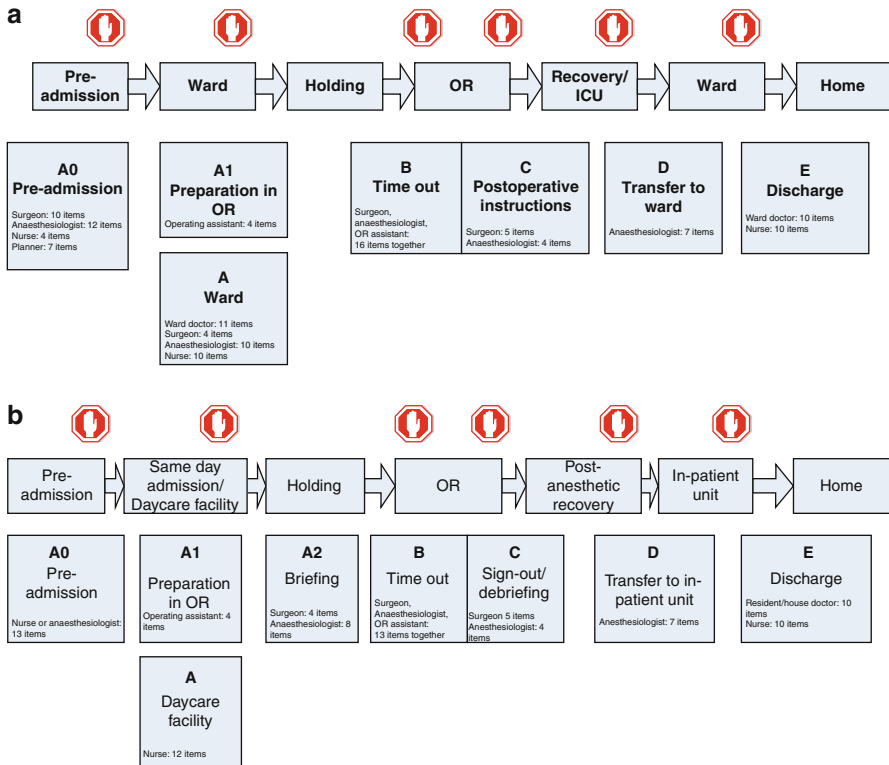 a
Pre-
admission
Ward
Holding
OR
Recovery/
ICU
Ward
Home
A0
Pre-admission
Surgeon: 10 items
Anaesthesiologist: 12 items
Nurse: 4 items
Planner: 7 items
A1
Preparation in
OR
Operating assistant: 4 items
A
Ward
Ward doctor: 11 items
Surgeon: 4 items
Anaesthesiologist: 10 items
Nurse: 10 items
B
Time out
Surgeon,
anaesthesiologist,
OR assistant:
16 items together
C
Postoperative
instructions
Surgeon: 5 items
Anaesthesiologist: 4 items
D
Transfer to
ward
Anaesthesiologist: 7 items
E
Discharge
Ward doctor: 10 items
Nurse: 10 items
b
Pre-
admission
Same day
admission/
Daycare facility
Holding
OR
Post-
anesthetic
recovery
In-patient
unit
Home
A0
Pre-
admission
Nurse or anaesthesiologist:
13 items
A1
Preparation
in OR
Operating assistant: 4
items
A
Daycare
facility
Nurse: 12 items
A2
Briefing
Surgeon: 4 items
Anaesthesiologist: 8
items
B
Time out
Surgeon,
Anaesthesiologist,
OR assistant:
13 items together
C
Sign-out/
debriefing
Surgeon 5 items
Anesthesiologist: 4
items
D
Transfer to in-
patient unit
Anesthesiologist: 7 items
E
Discharge
Resident/house doctor: 10
items
Nurse: 10 items